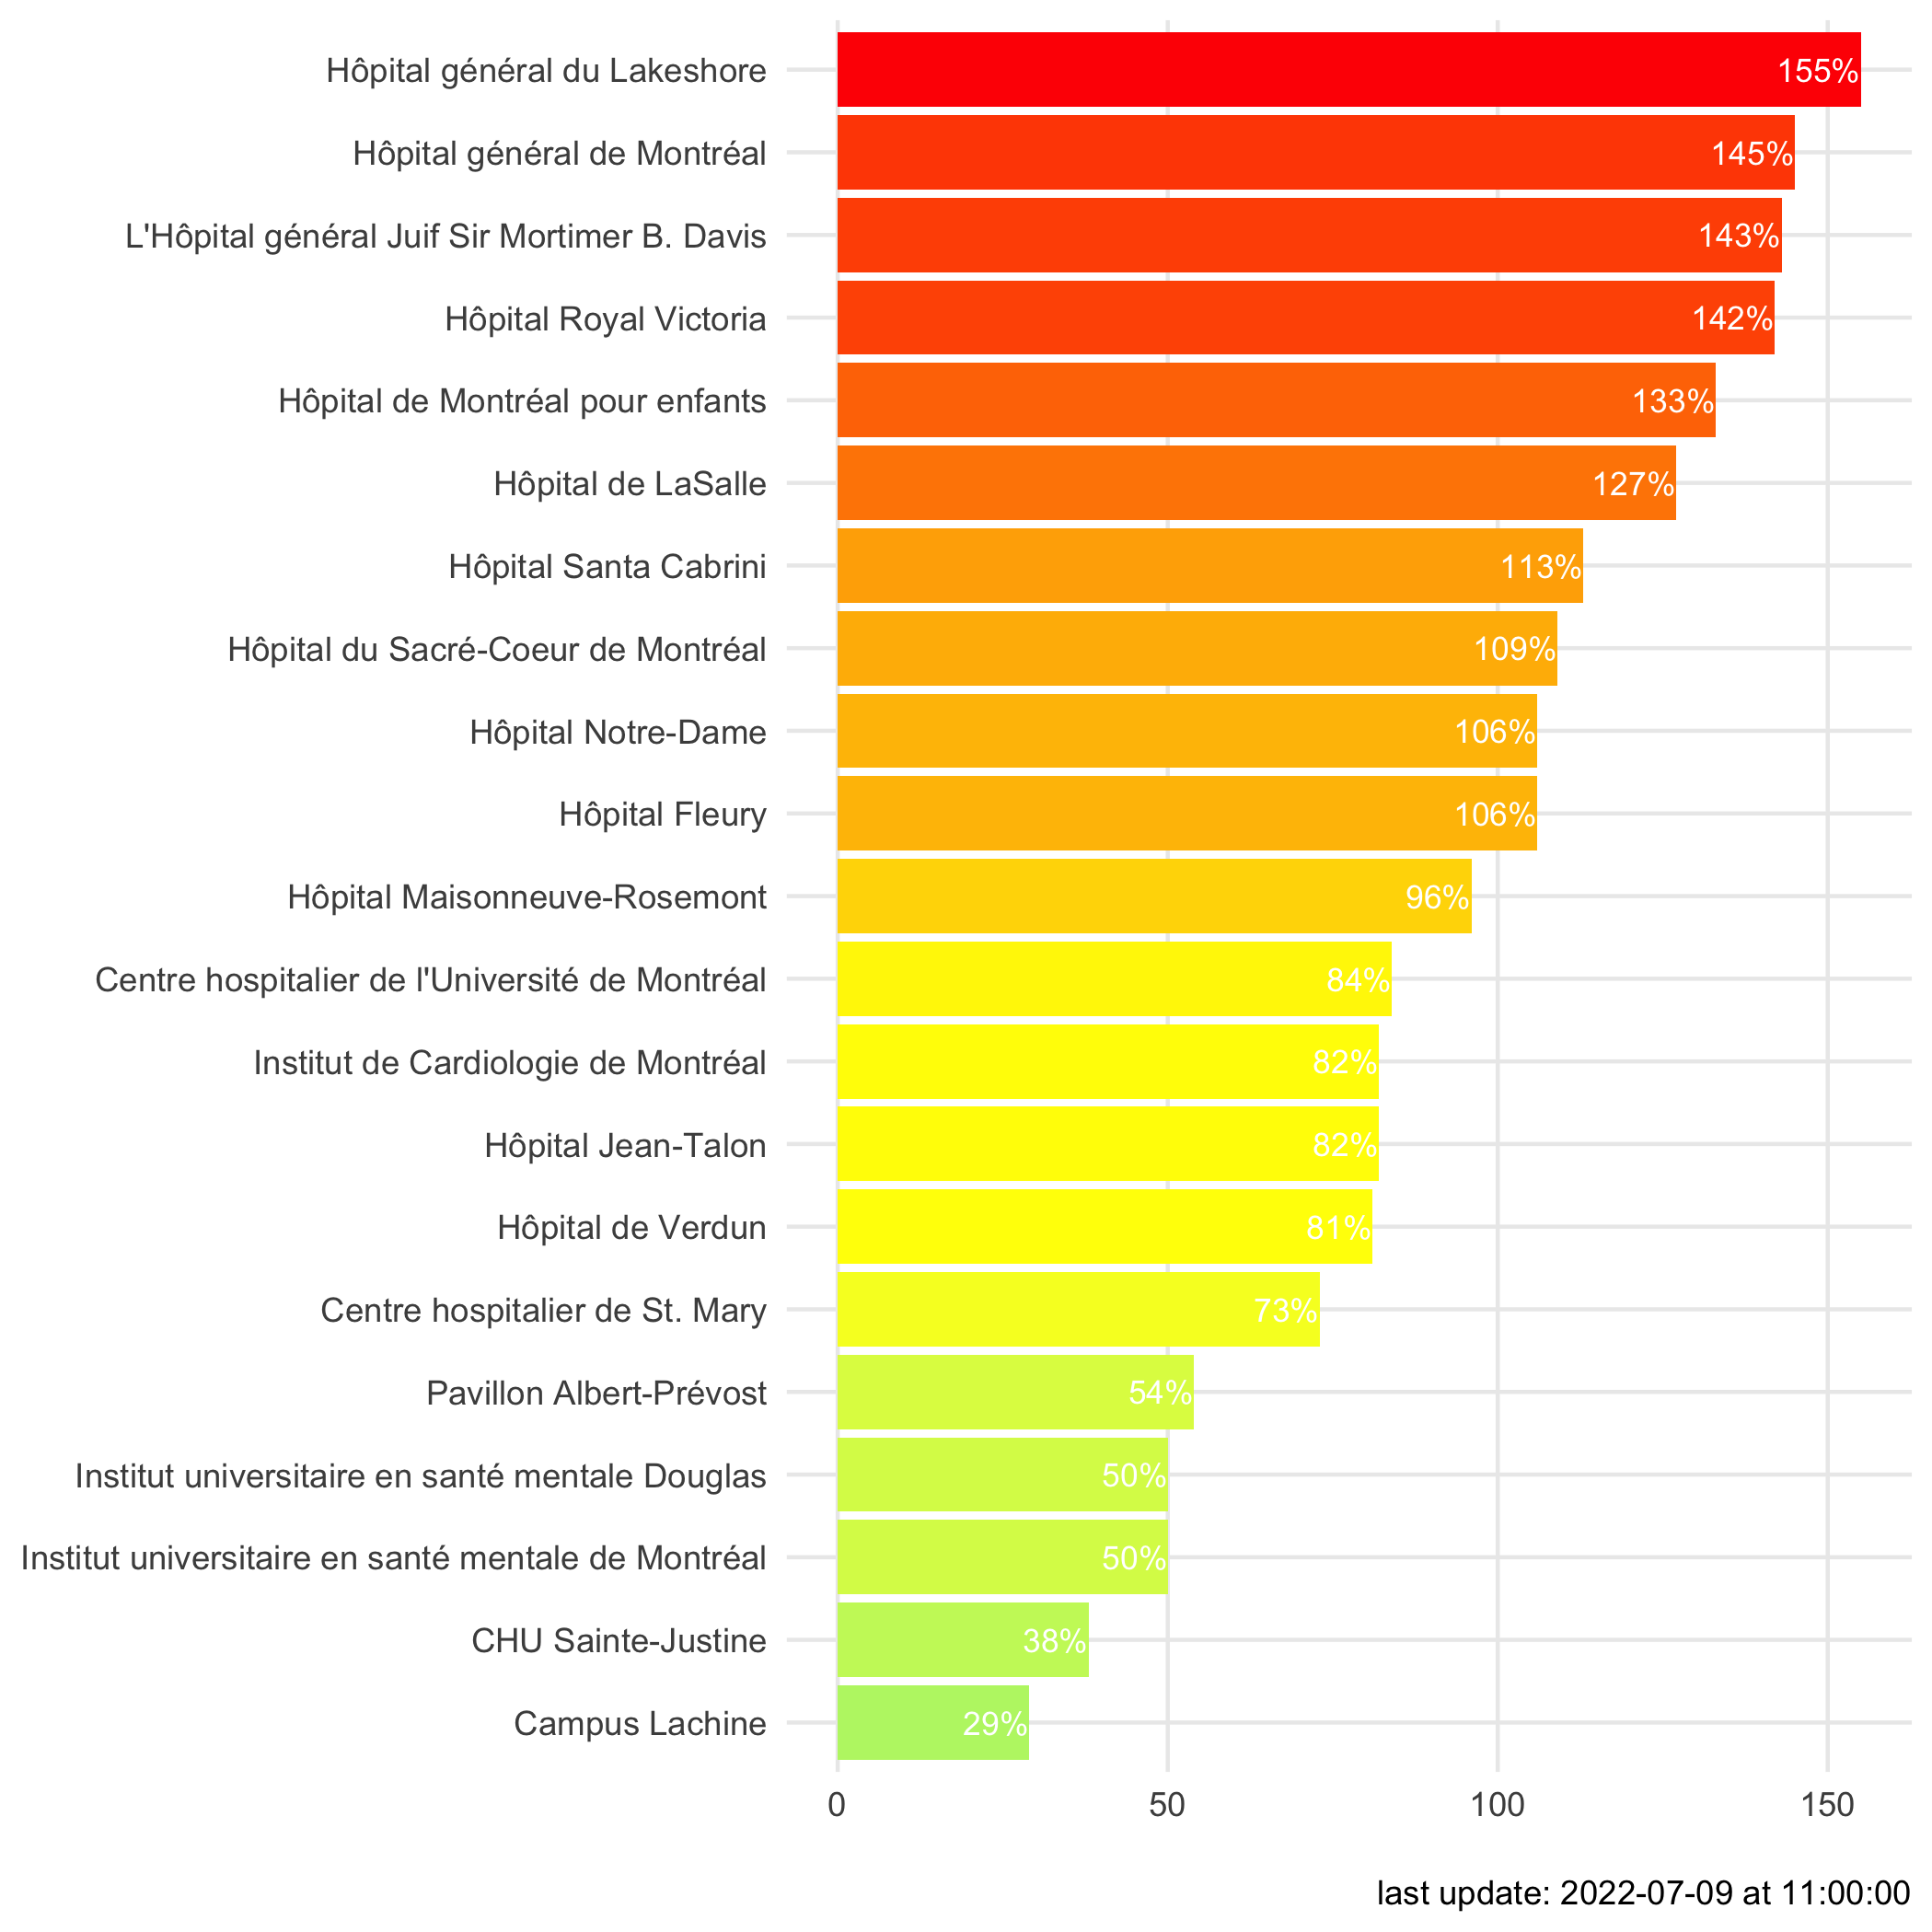 Hôpital général du Lakeshore 155%
Hôpital général de Montréal 145%
L'Hôpital général Juif Sir Mortimer B. Davis 143%
Hôpital Royal Victoria 142%
Hôpital de Montréal pour enfants 133%
Hôpital de LaSalle 127%
Hôpital Santa Cabrini 113%
Hôpital du Sacré-Coeur de Montréal 109%
Hôpital Notre-Dame 106%
Hôpital Fleury 106%
Hôpital Maisonneuve-Rosemont 96%
Centre hospitalier de l'Université de Montréal 84%
Institut de Cardiologie de Montréal 82%
Hôpital Jean-Talon 82%
Hôpital de Verdun 81%
Centre hospitalier de St. Mary 73%
Pavillon Albert-Prévost 54%
Institut universitaire en santé mentale Douglas 50%
Institut universitaire en santé mentale de Montréal 50%
CHU Sainte-Justine 38%
Campus Lachine 29%
0 50 100 150
last update: 2022-07-09 at 11:00:00